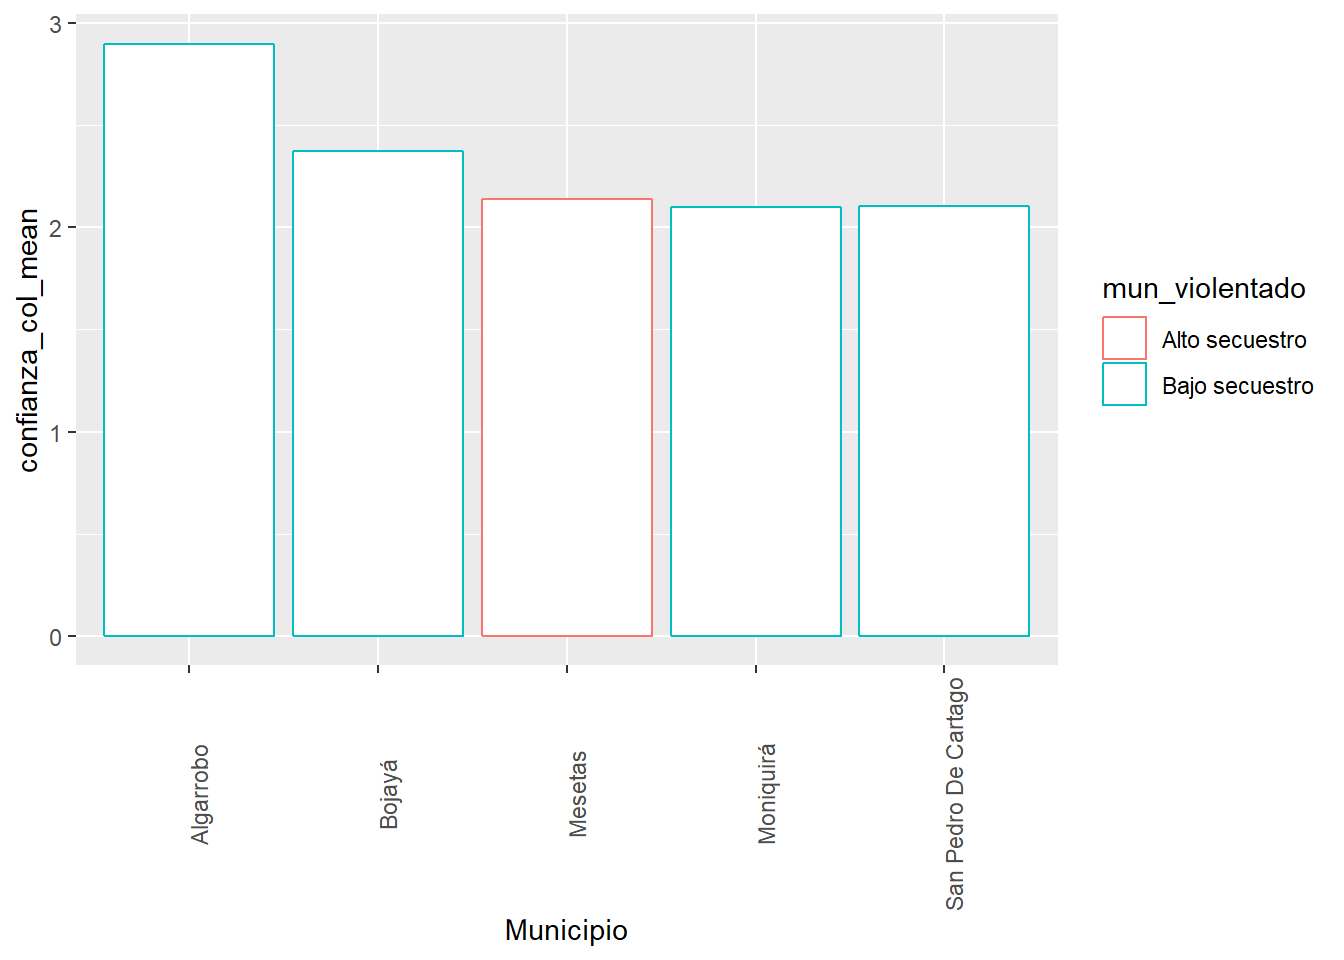 3
2
1
0
confianza_col_mean
Algarrobo
Bojayá
Mesetas
Moniquirá
San Pedro De Cartago
Municipio
mun_violentado
Alto secuestro
Bajo secuestro